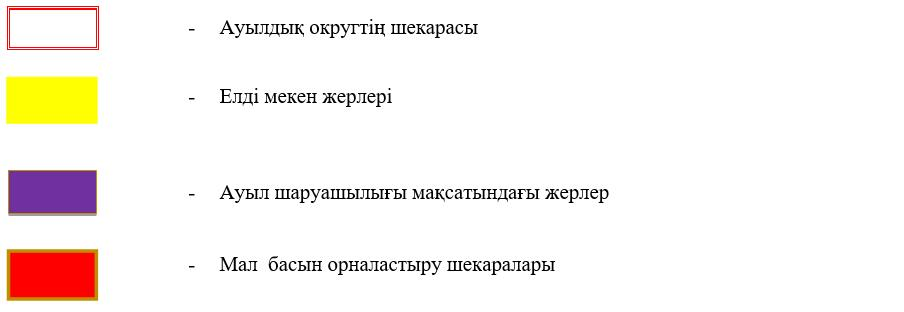 - Ауылдық округтің шекарасы
- Елді мекен жерлері
- Ауыл шаруашылығы мақсатындағы жерлер
- Мал  басын орналастыру шекаралары